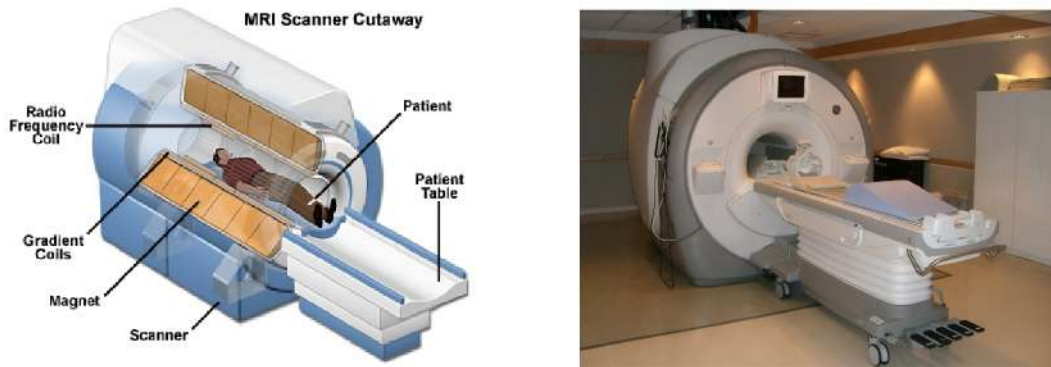 MRI Scanner Cutaway
Radio
Frequency
Coil
Patient
Patient
Table
Gradient
Coils
Magnet
Scanner